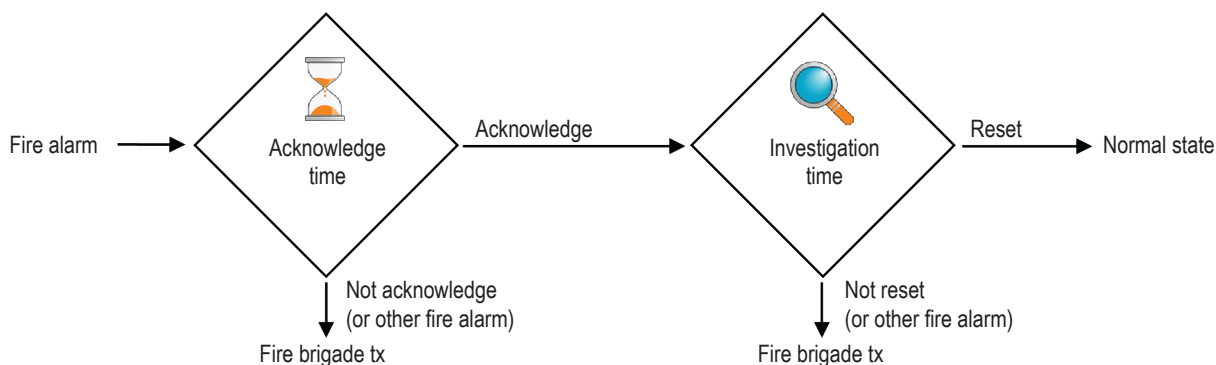 Fire alarm
Acknowledge
time
Acknowledge
Investigation
time
Reset
Normal state
Not acknowledge
(or other fire alarm)
Fire brigade tx
Not reset
(or other fire alarm)
Fire brigade tx